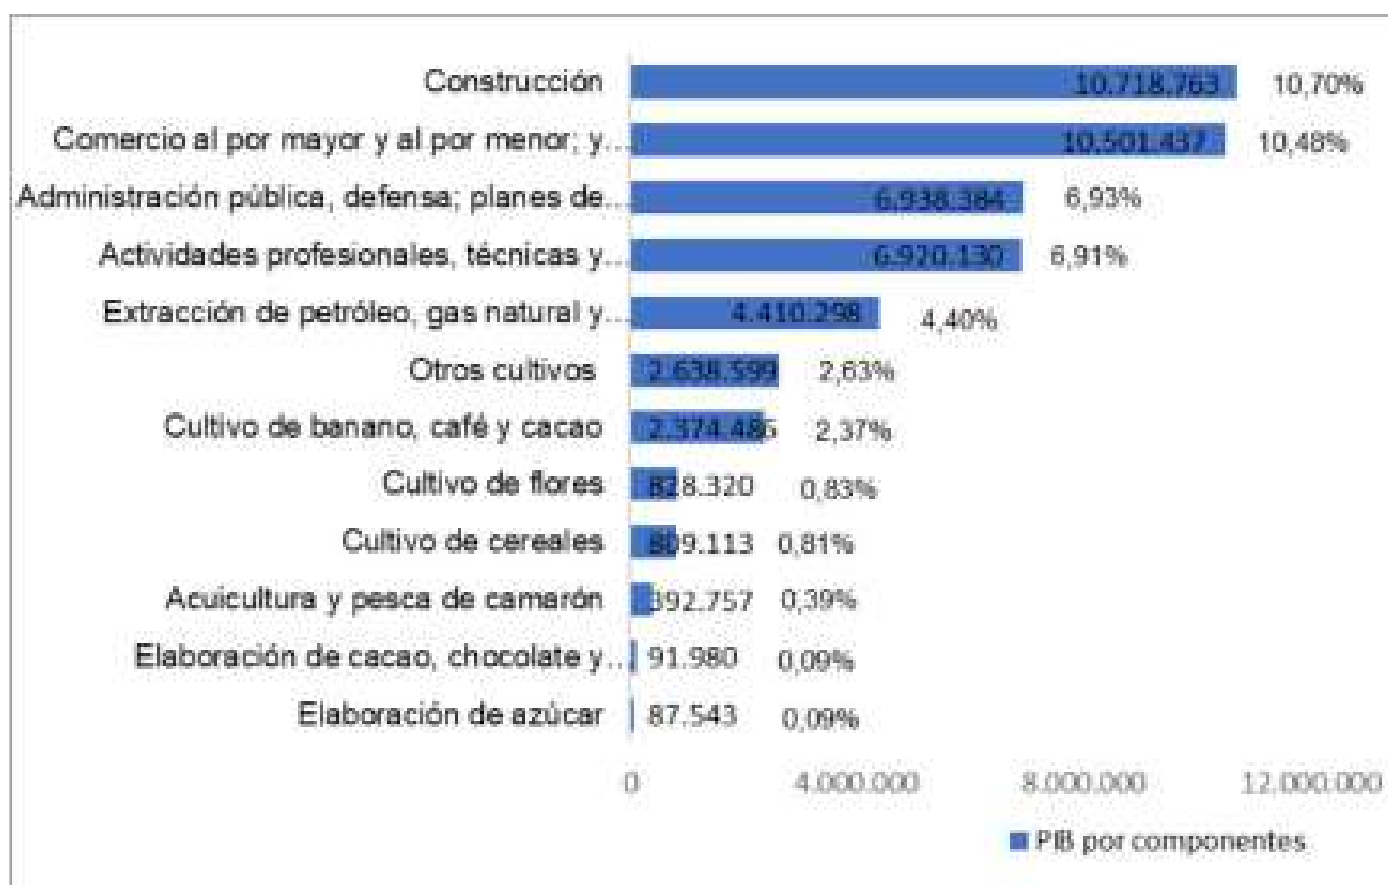 Construcción 10.718.763 10,70%
Comercio al por mayor y al por menor; y... 10.501.437 10,48%
Administración pública, defensa; planes de... 6.938.384 6,93%
Actividades profesionales, técnicas y... 6.920.130 6,91%
Extracción de petróleo, gas natural y... 4.410.298 4,40%
Otros cultivos 2.638.599 2,63%
Cultivo de banano, café y cacao 2.374.486 2,37%
Cultivo de flores 828.320 0,83%
Cultivo de cereales 809.113 0,81%
Acuicultura y pesca de camarón 392.757 0,39%
Elaboración de cacao, chocolate y... 91.980 0,09%
Elaboración de azúcar 87.543 0,09%
0 4.000.000 8.000.000 12.000.000
PIB por componentes